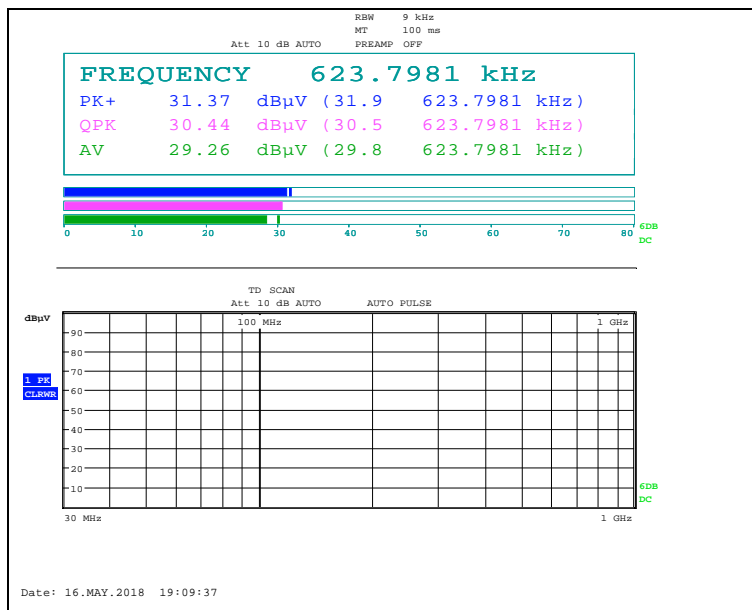 RBW 9 kHz
MT 100 ms
Att 10 dB AUTO PREAMP OFF
FREQUENCY 623.7981 kHz
PK+ 31.37 dBµV (31.9 623.7981 kHz)
QPK 30.44 dBµV (30.5 623.7981 kHz)
AV 29.26 dBµV (29.8 623.7981 kHz)
0 10 20 30 40 50 60 70 80
6DB
DC
TD SCAN
Att 10 dB AUTO AUTO PULSE
dBµV
100 MHz 1 GHz
90
80
70
1 PK
CLRWR
60
50
40
30
20
10
6DB
DC
30 MHz 1 GHz
Date: 16.MAY.2018 19:09:37